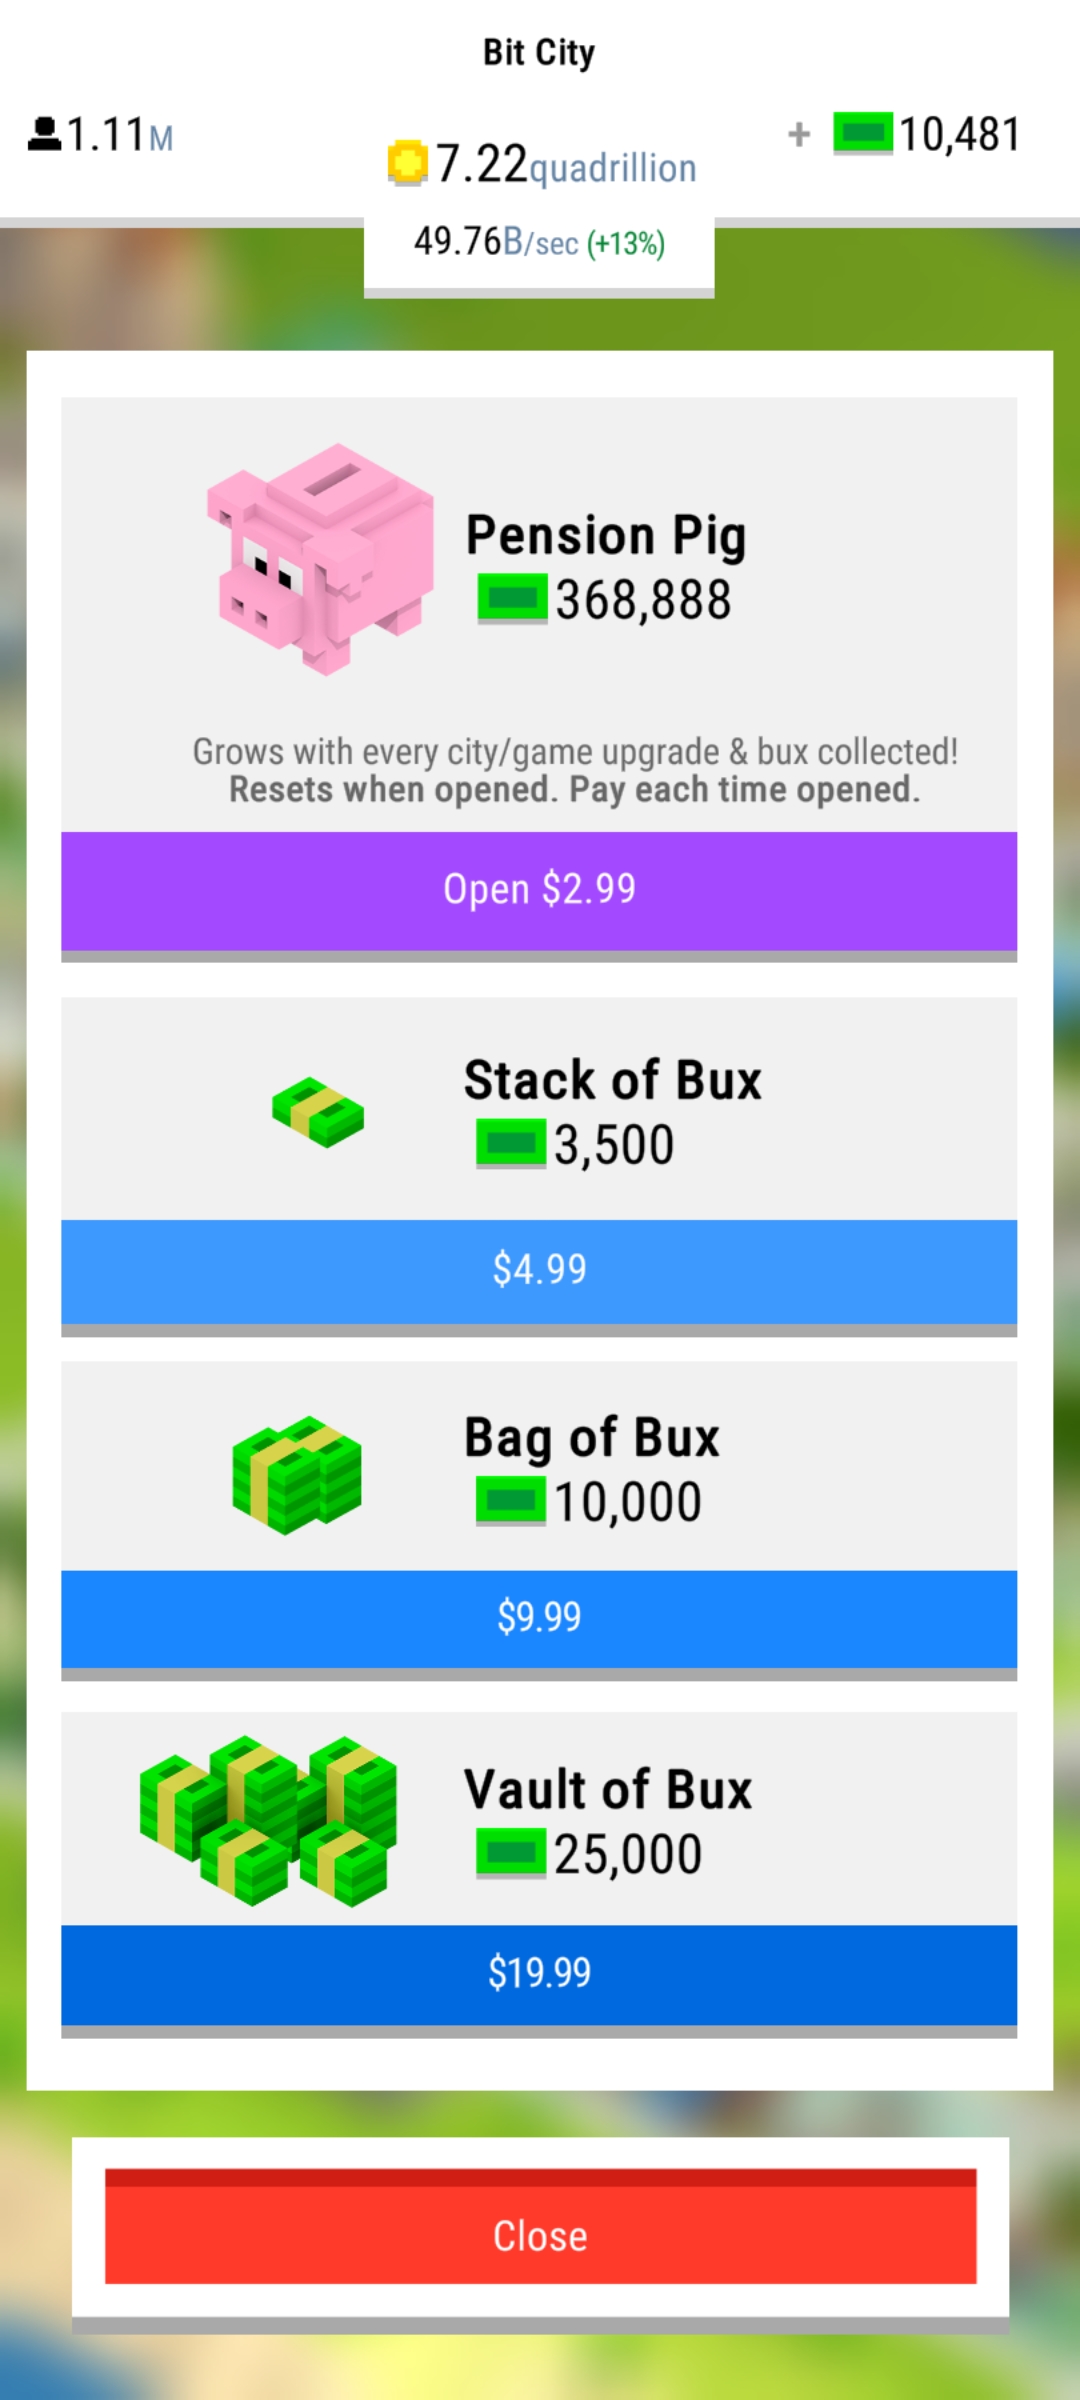 Bit City
1.11M
7.22quadrillion
+ 10,481
49.76B/sec (+13%)
Pension Pig
368,888
Grows with every city/game upgrade & bux collected!
Resets when opened. Pay each time opened.
Open $2.99
Stack of Bux
3,500
$4.99
Bag of Bux
10,000
$9.99
Vault of Bux
25,000
$19.99
Close